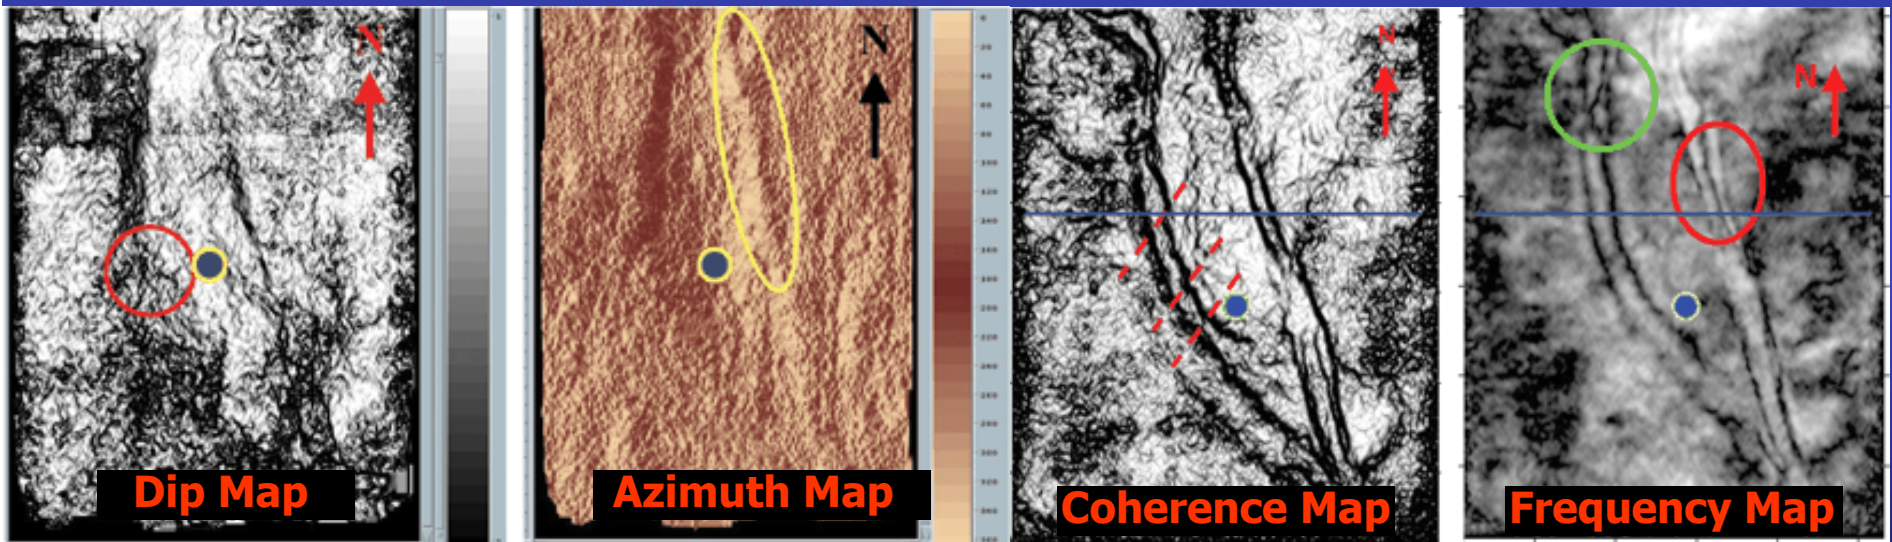 N
N
N
N
Dip Map
Azimuth Map
Coherence Map
Frequency Map